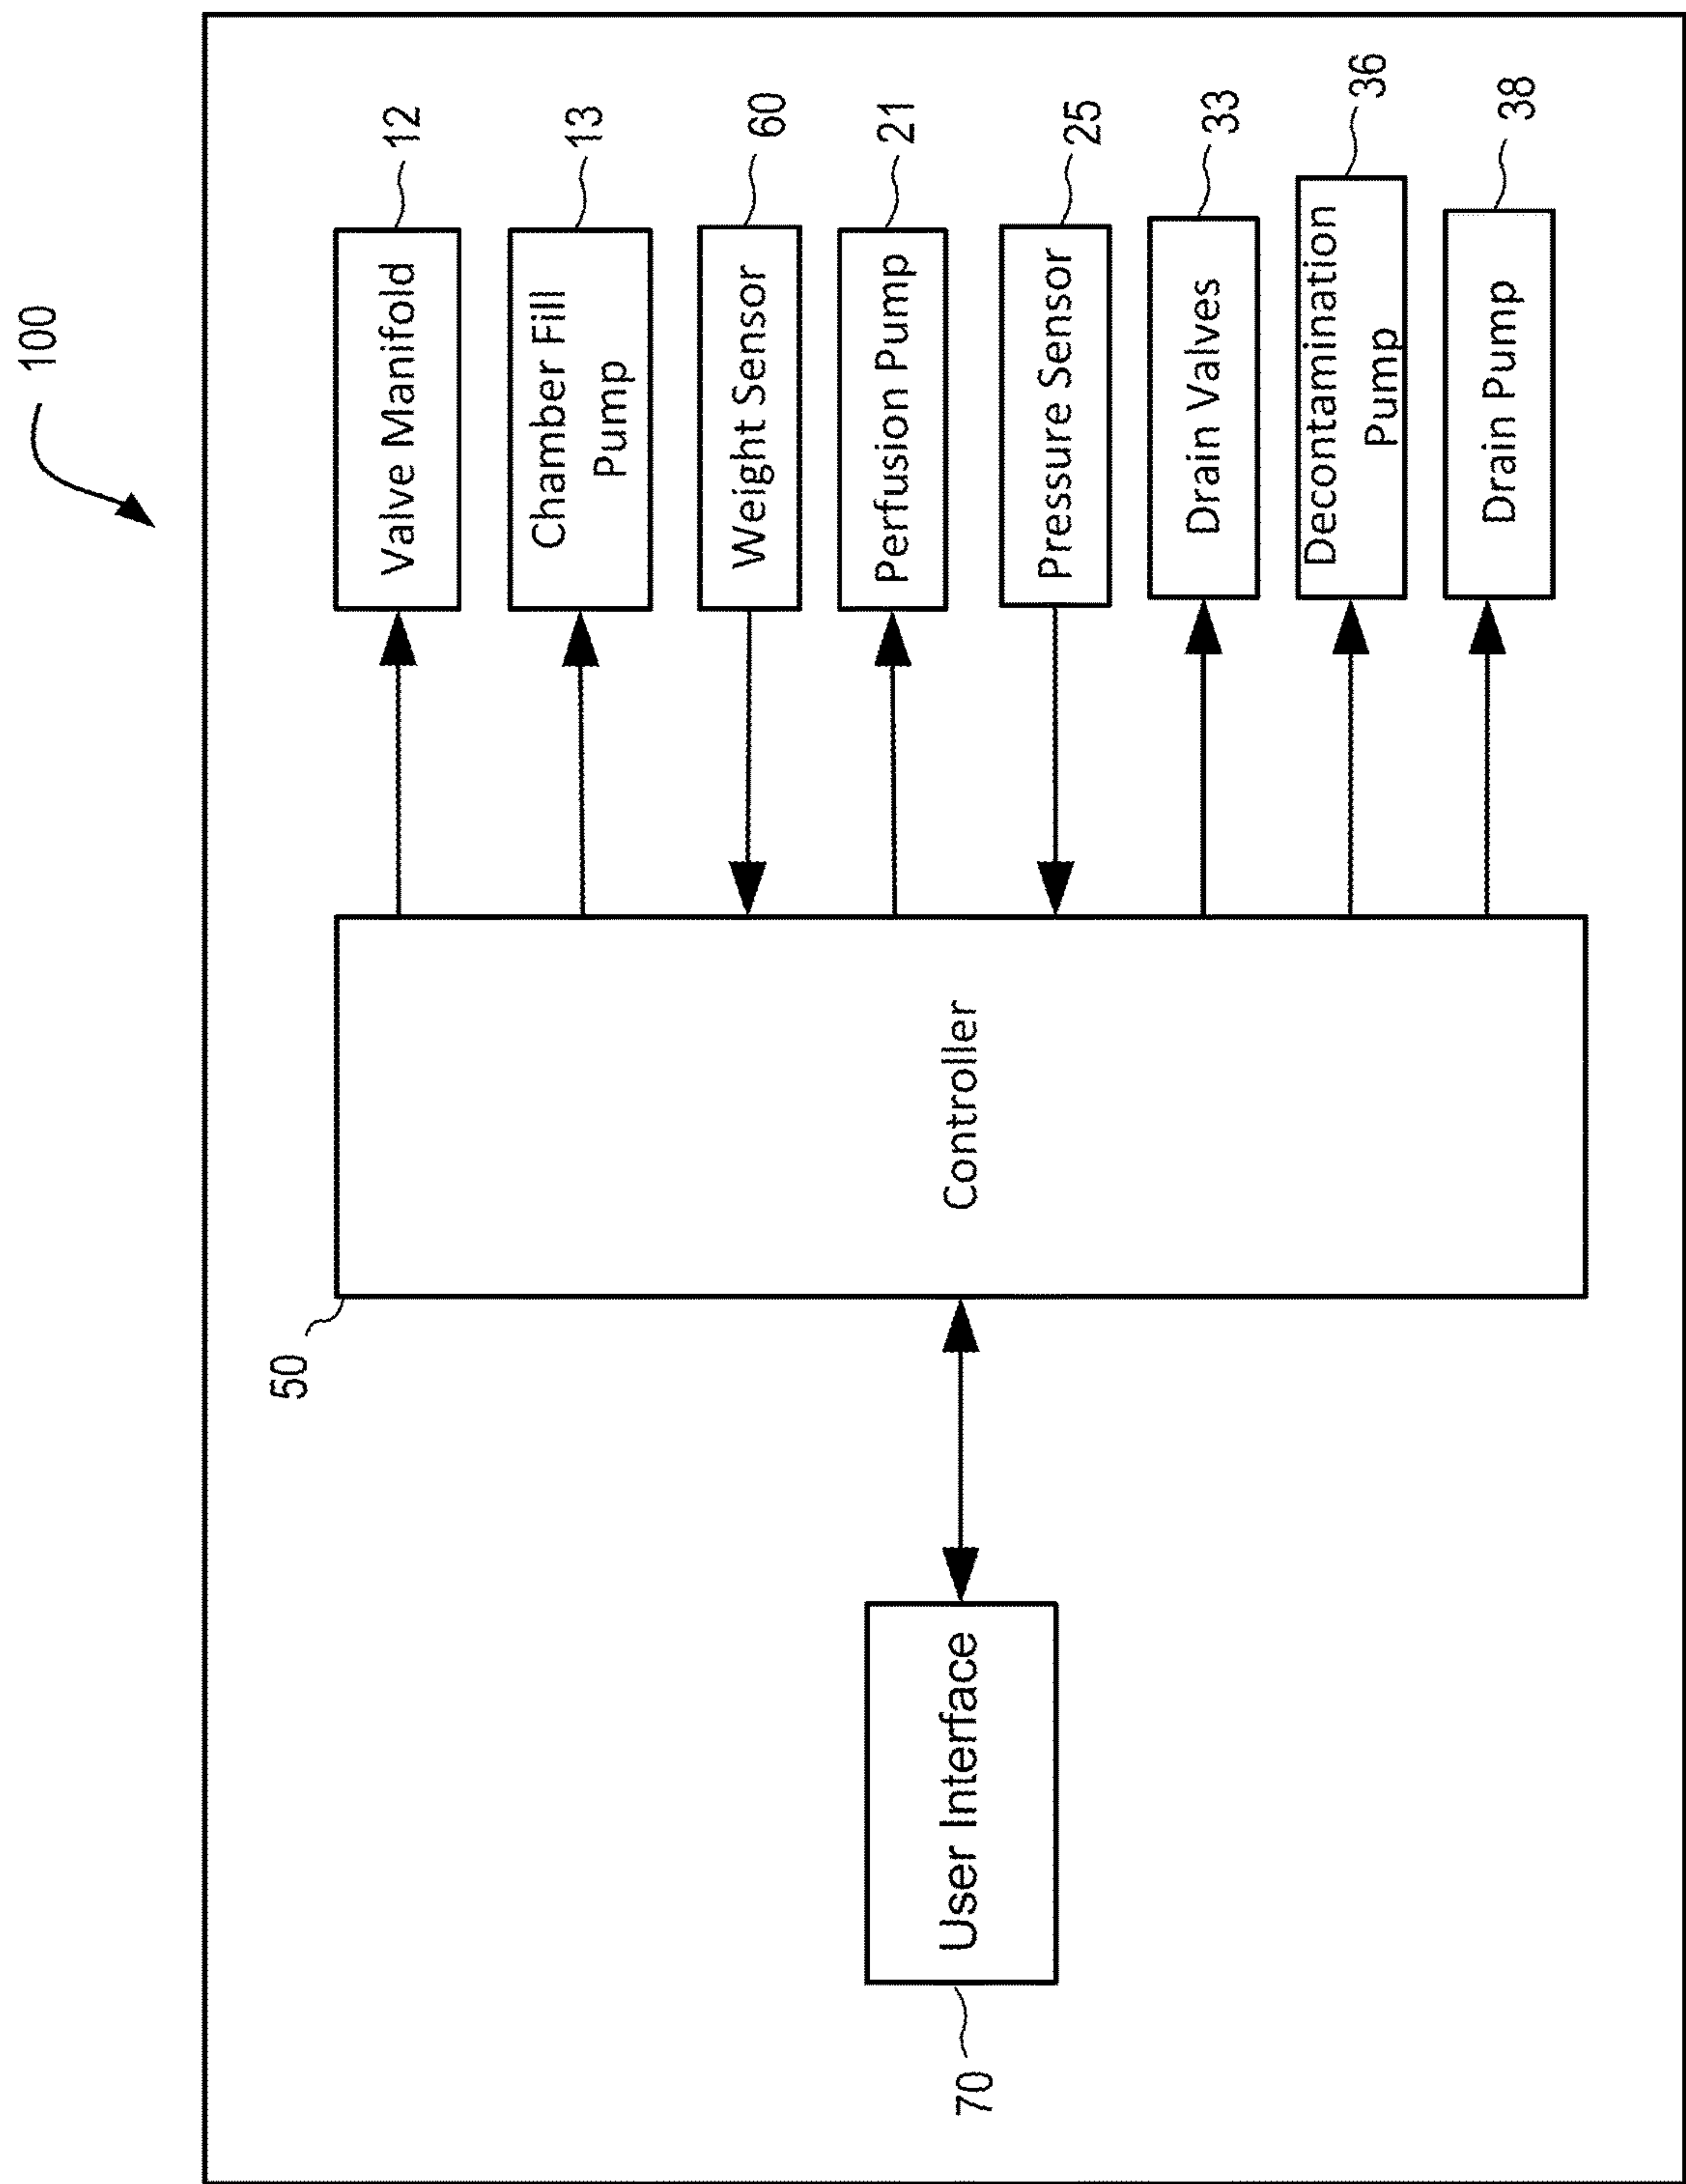 100
50
Controller
User Interface
70
Valve Manifold
12
Chamber Fill
Pump
13
Weight Sensor
60
Perfusion Pump
21
Pressure Sensor
25
Drain Valves
33
Decontamination
Pump
36
Drain Pump
38